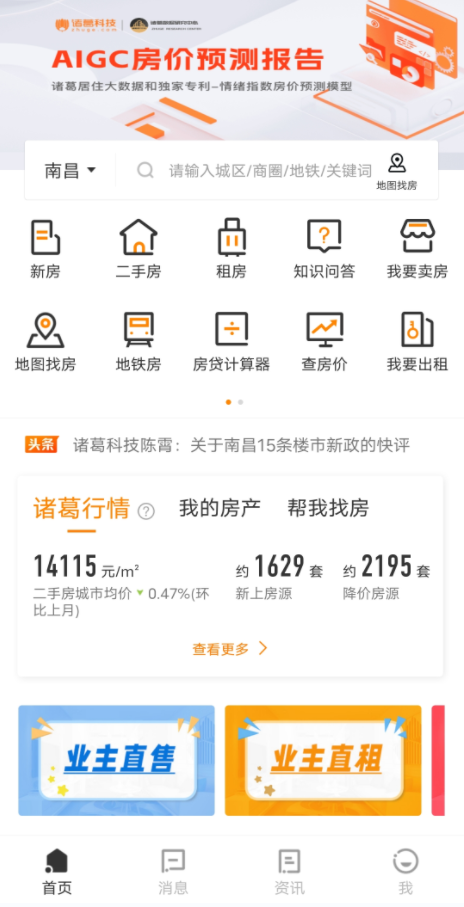 诸葛科技
zhuge.com
AIGC房价预测报告
诸葛居住大数据和独家专利-情绪指数房价预测模型
南昌
请输入城区/商圈/地铁/关键词
地图找房
新房
二手房
租房
知识问答
我要卖房
地图找房
地铁房
房贷计算器
查房价
我要出租
头条
诸葛科技陈霄：关于南昌15条楼市新政的快评
诸葛行情 ?
我的房产
帮我找房
14115 元/m²
约 1629 套
约 2195 套
二手房城市均价 0.47%(环
比上月)
新上房源
降价房源
查看更多
业主直售
业主直租
首页
消息
资讯
我